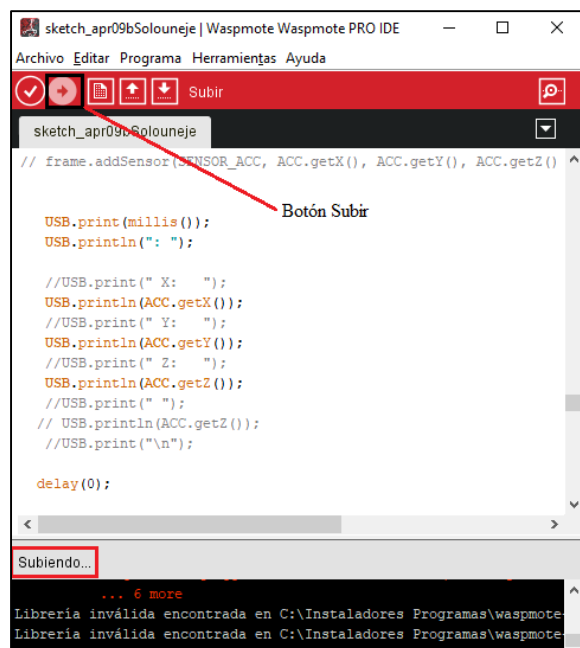 sketch_apr09bSolouneje | Waspmote Waspmote PRO IDE
Archivo Editar Programa Herramientas Ayuda
Subir
sketch_apr09bSolouneje
// frame.addSensor(SENSOR_ACC, ACC.getX(), ACC.getY(), ACC.getZ()
Botón Subir
USB.print(millis());
USB.println(": ");
//USB.print(" X:   ");
USB.println(ACC.getX());
//USB.print(" Y:   ");
USB.println(ACC.getY());
//USB.print(" Z:   ");
USB.println(ACC.getZ());
//USB.print(" ");
// USB.println(ACC.getZ());
//USB.print("\n");
delay(0);
Subiendo...
... 6 more
Librería inválida encontrada en C:\Instaladores Programas\waspmote-
Librería inválida encontrada en C:\Instaladores Programas\waspmote-